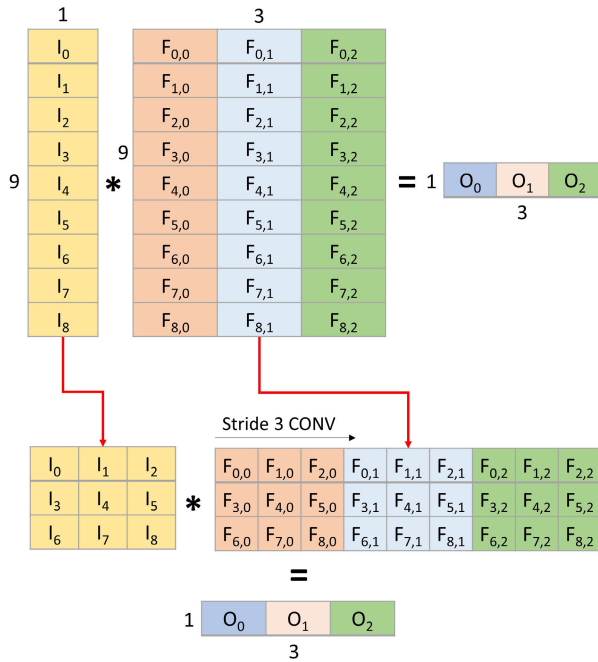 1 3
I0 F0,0 F0,1 F0,2
I1 F1,0 F1,1 F1,2
I2 F2,0 F2,1 F2,2
I3 9 F3,0 F3,1 F3,2
9 I4 * F4,0 F4,1 F4,2 = 1 O0 O1 O2
I5 F5,0 F5,1 F5,2 3
I6 F6,0 F6,1 F6,2
I7 F7,0 F7,1 F7,2
I8 F8,0 F8,1 F8,2
Stride 3 CONV
I0 I1 I2 F0,0 F1,0 F2,0 F0,1 F1,1 F2,1 F0,2 F1,2 F2,2
I3 I4 I5 * F3,0 F4,0 F5,0 F3,1 F4,1 F5,1 F3,2 F4,2 F5,2
I6 I7 I8 F6,0 F7,0 F8,0 F6,1 F7,1 F8,1 F6,2 F7,2 F8,2
=
1 O0 O1 O2
3